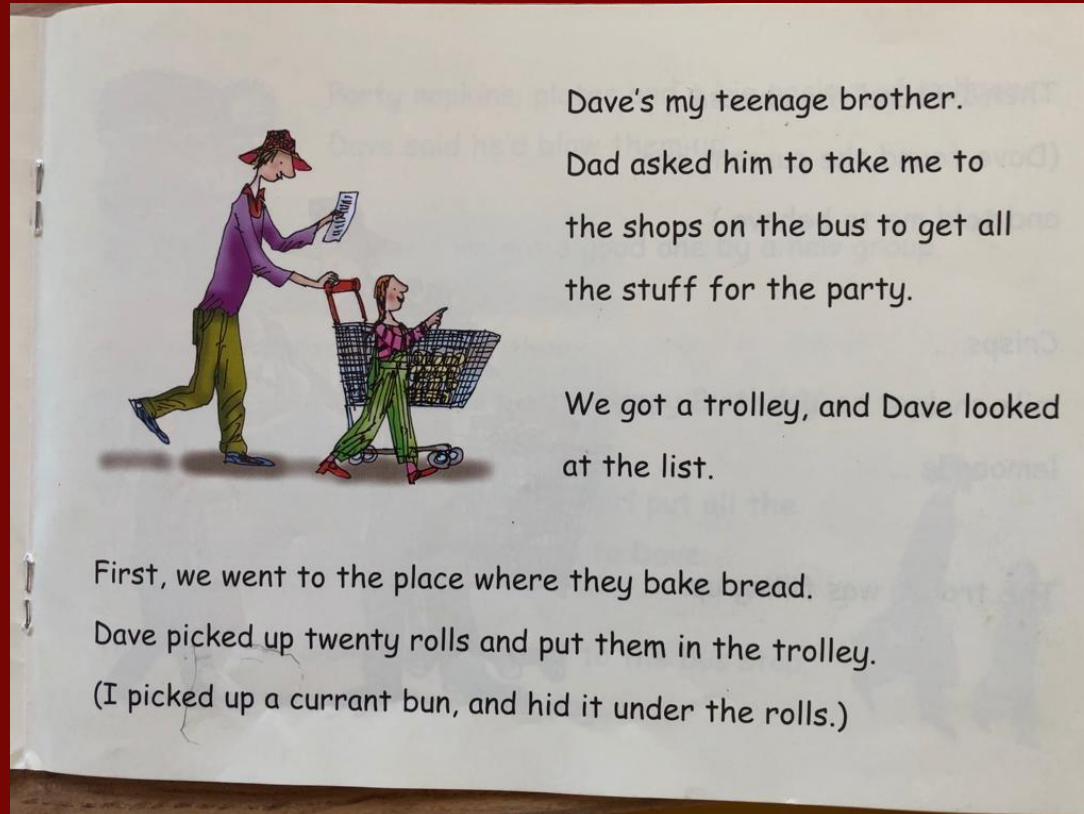 Dave's my teenage brother.
Dad asked him to take me to
the shops on the bus to get all
the stuff for the party.
We got a trolley, and Dave looked
at the list.
First, we went to the place where they bake bread.
Dave picked up twenty rolls and put them in the trolley.
(I picked up a currant bun, and hid it under the rolls.)